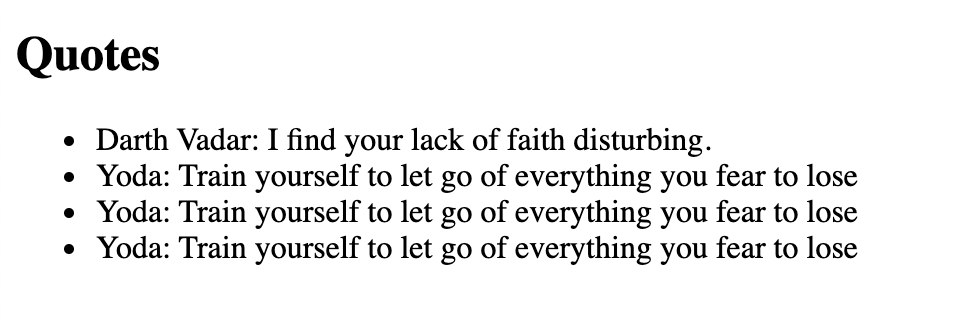 Quotes
• Darth Vadar: I find your lack of faith disturbing.
• Yoda: Train yourself to let go of everything you fear to lose
• Yoda: Train yourself to let go of everything you fear to lose
• Yoda: Train yourself to let go of everything you fear to lose